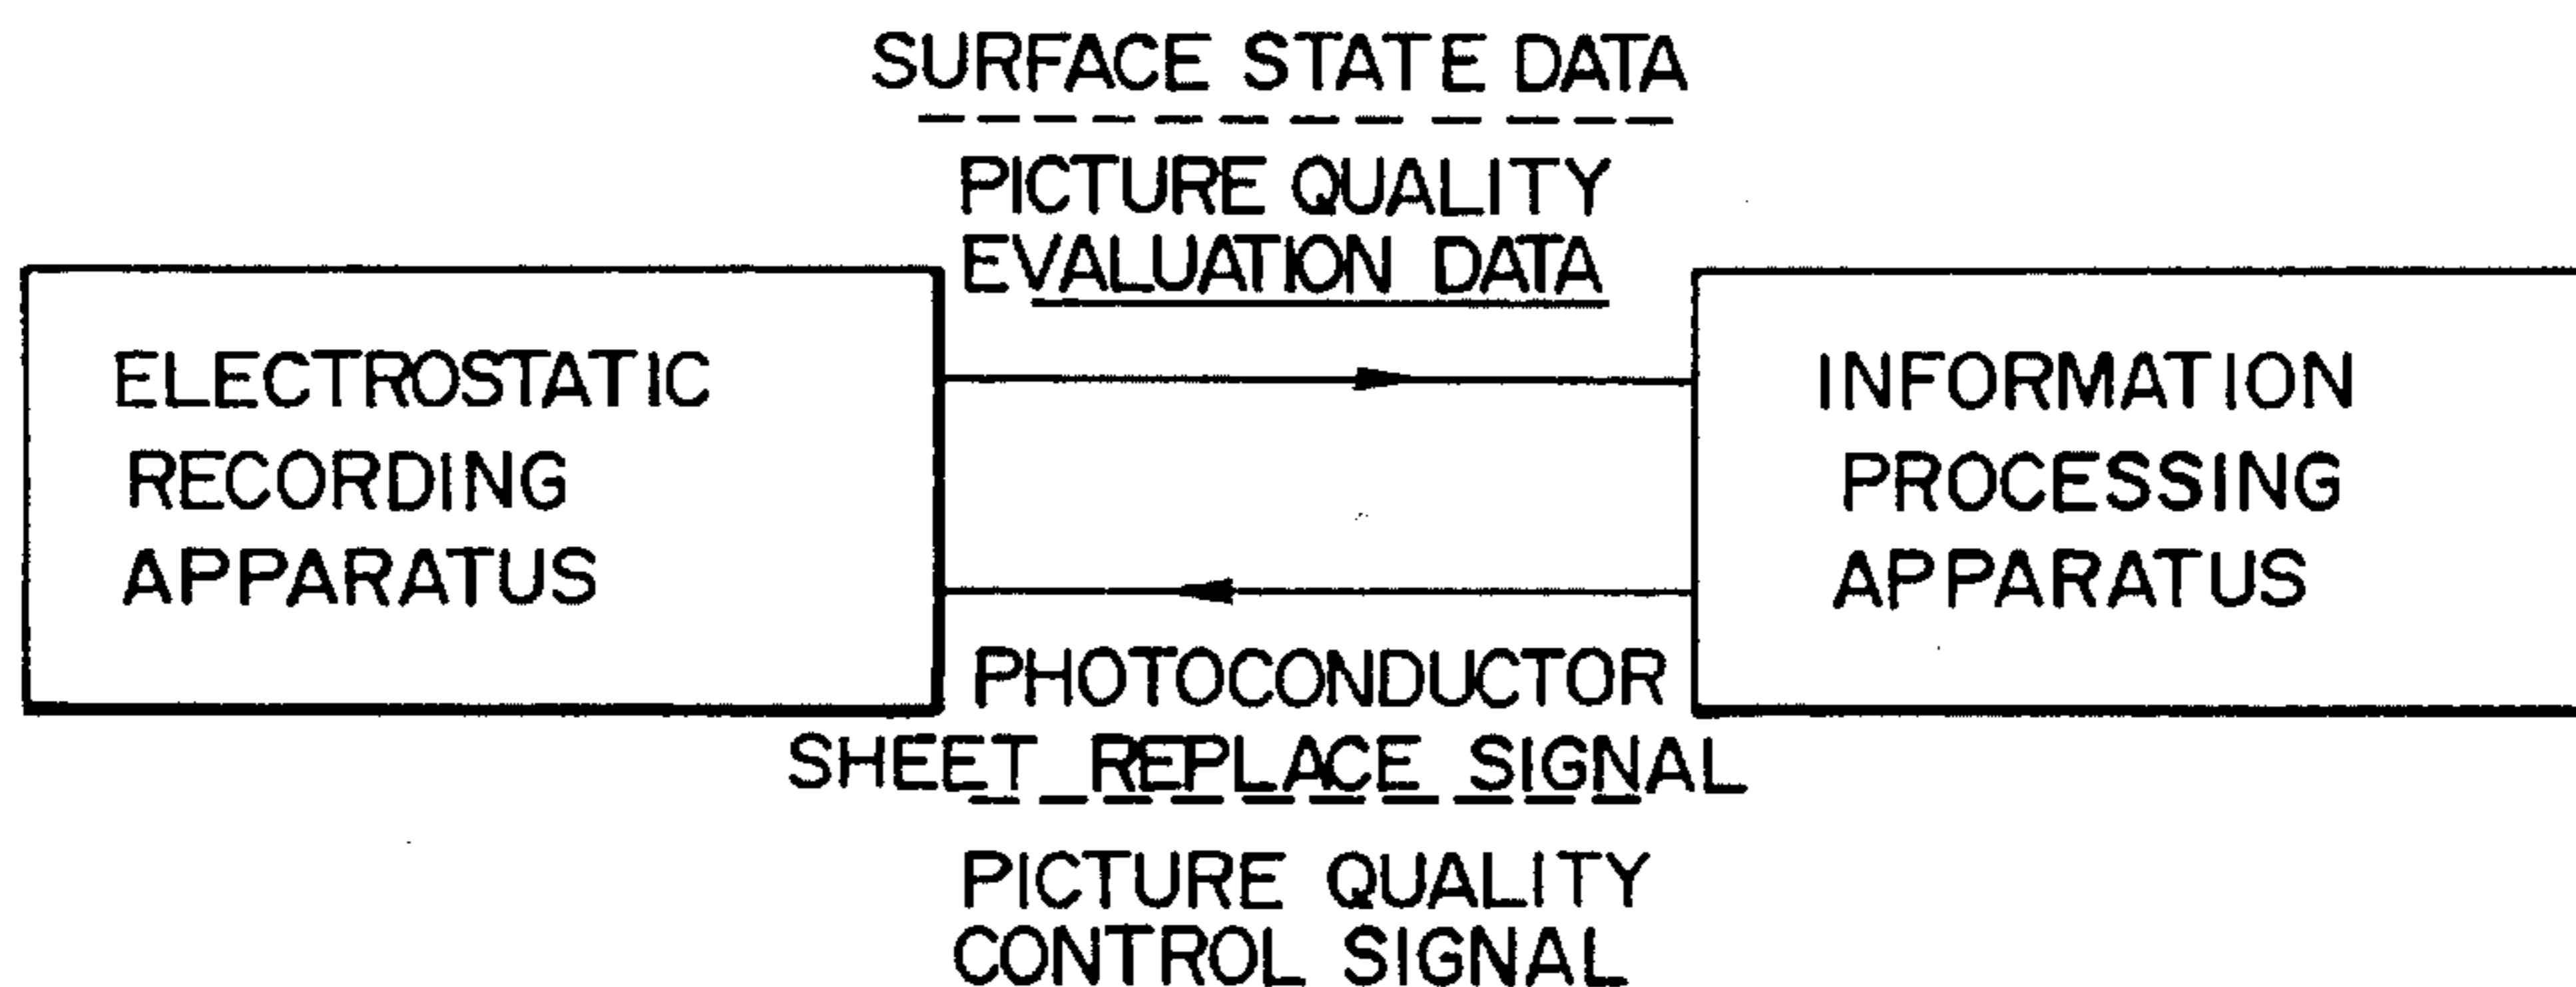 SURFACE STATE DATA
PICTURE QUALITY
EVALUATION DATA
ELECTROSTATIC
RECORDING
APPARATUS
INFORMATION
PROCESSING
APPARATUS
PHOTOCONDUCTOR
SHEET REPLACE SIGNAL
PICTURE QUALITY
CONTROL SIGNAL